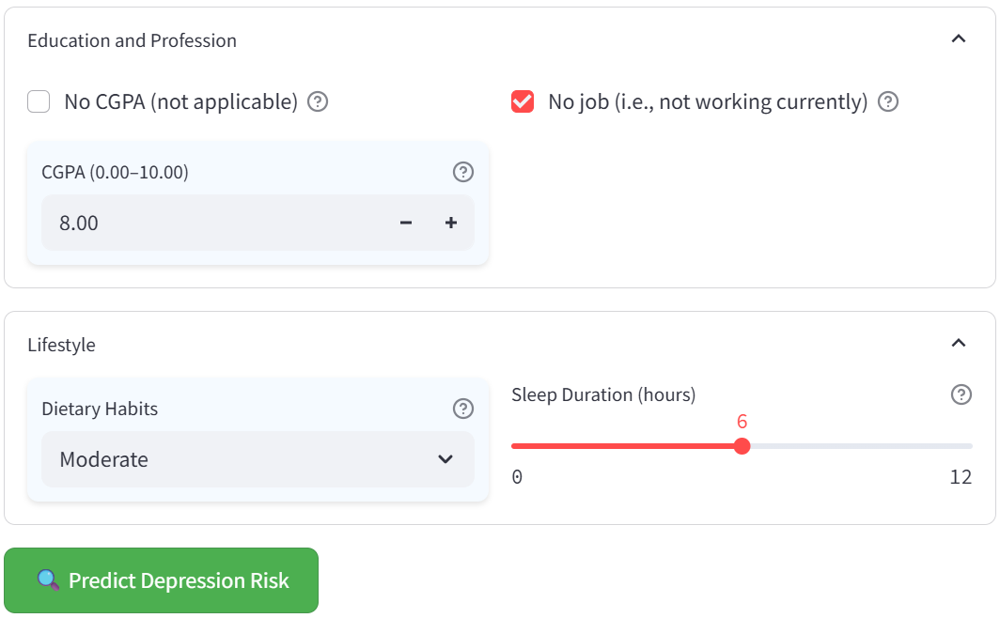 Education and Profession
No CGPA (not applicable) ?
No job (i.e., not working currently) ?
CGPA (0.00–10.00) ?
8.00 − +
Lifestyle
Dietary Habits ?
Moderate
Sleep Duration (hours) ?
6
0 12
Predict Depression Risk